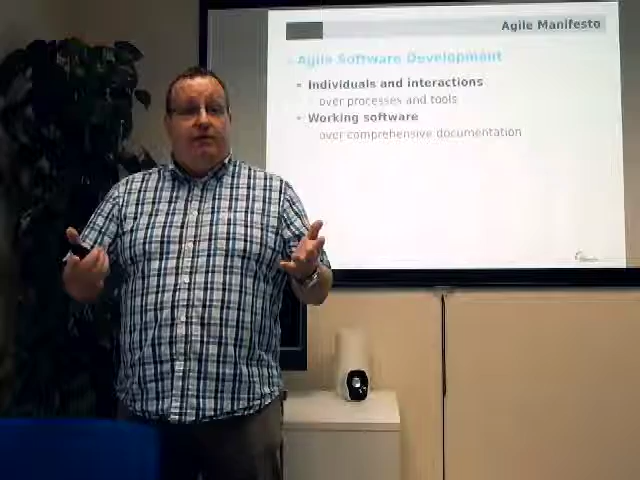 Agile Manifesto
Agile Software Development
Individuals and interactions
over processes and tools
Working software
over comprehensive documentation